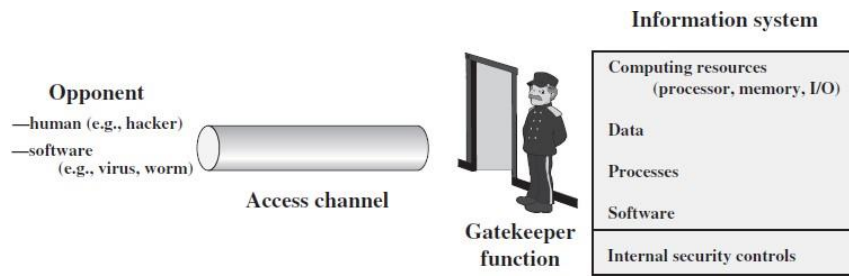 Information system
Opponent
—human (e.g., hacker)
—software
(e.g., virus, worm)
Access channel
Gatekeeper
function
Computing resources
(processor, memory, I/O)
Data
Processes
Software
Internal security controls